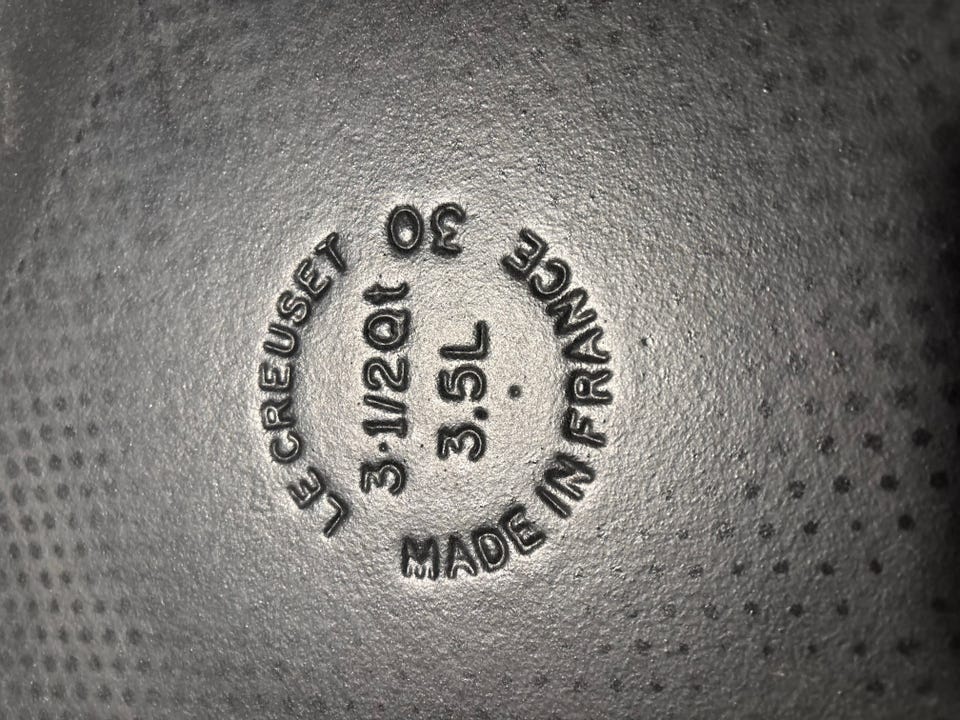 LE CREUSET
30
3·1/2Qt
3.5L
MADE IN FRANCE